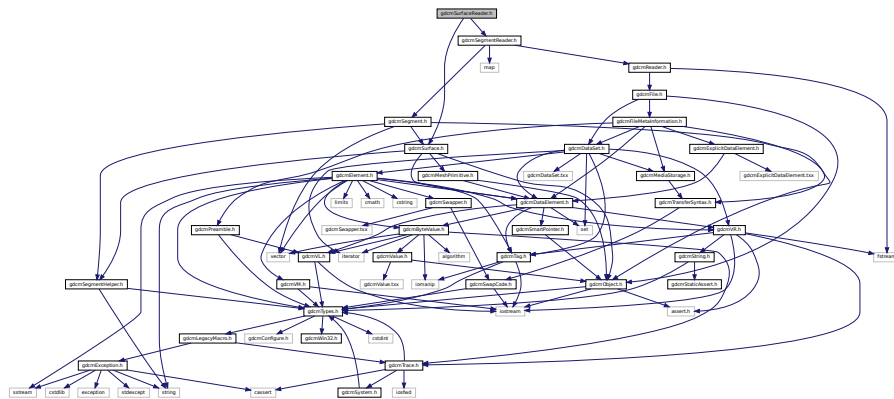 gdcmSurfaceReader.h
gdcmSegmentReader.h
map
gdcmReader.h
gdcmFile.h
gdcmSegment.h
gdcmFileMetaInformation.h
gdcmSurface.h
gdcmDataSet.h
gdcmExplicitDataElement.h
gdcmElement.h
gdcmMeshPrimitive.h
gdcmDataSet.txx
gdcmMediaStorage.h
gdcmExplicitDataElement.txx
limits
cmath
cstring
gdcmSwapper.h
gdcmDataElement.h
gdcmTransferSyntax.h
gdcmPreamble.h
gdcmSwapper.txx
gdcmByteValue.h
gdcmSmartPointer.h
set
gdcmVR.h
vector
gdcmVL.h
iterator
gdcmValue.h
algorithm
gdcmTag.h
gdcmString.h
fstream
gdcmSegmentHelper.h
gdcmVM.h
gdcmValue.txx
iomanip
gdcmSwapCode.h
gdcmObject.h
gdcmStaticAssert.h
gdcmTypes.h
iostream
assert.h
gdcmLegacyMacro.h
gdcmConfigure.h
gdcmWin32.h
cstdint
gdcmException.h
gdcmTrace.h
sstream
cstdlib
exception
stdexcept
string
cassert
gdcmSystem.h
iosfwd